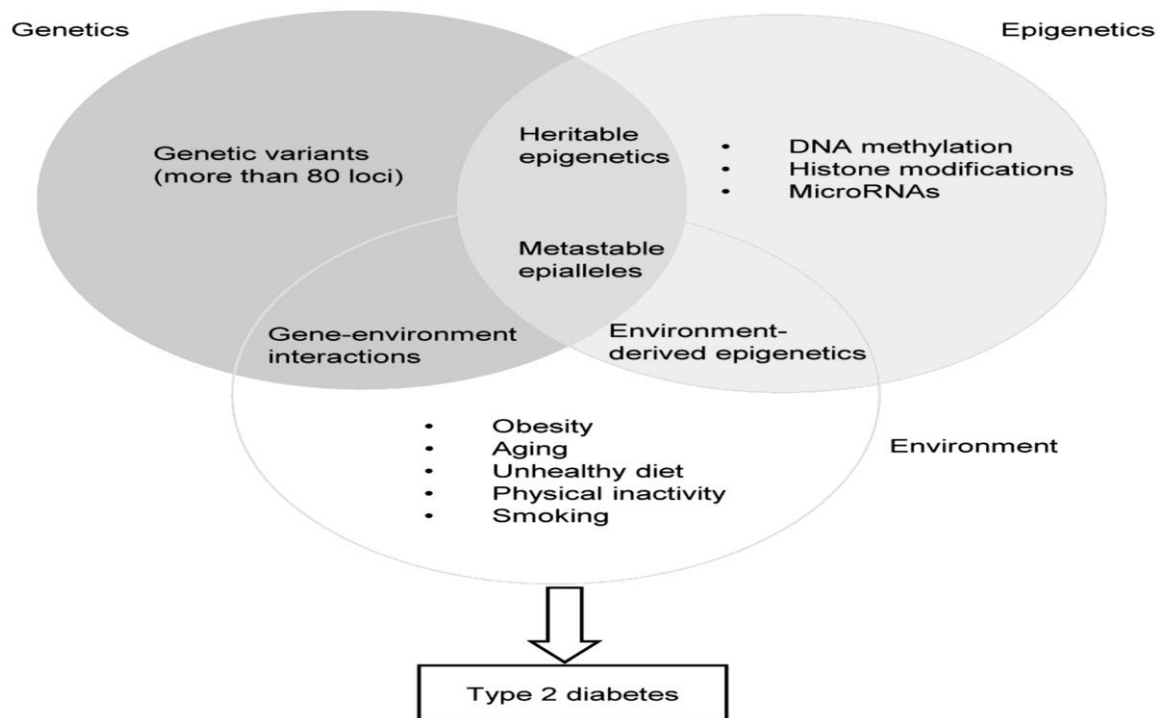 Genetics
Epigenetics
Genetic variants
(more than 80 loci)
Heritable
epigenetics
• DNA methylation
• Histone modifications
• MicroRNAs
Metastable
epialleles
Gene-environment
interactions
Environment-
derived epigenetics
• Obesity
• Aging
• Unhealthy diet
• Physical inactivity
• Smoking
Environment
Type 2 diabetes